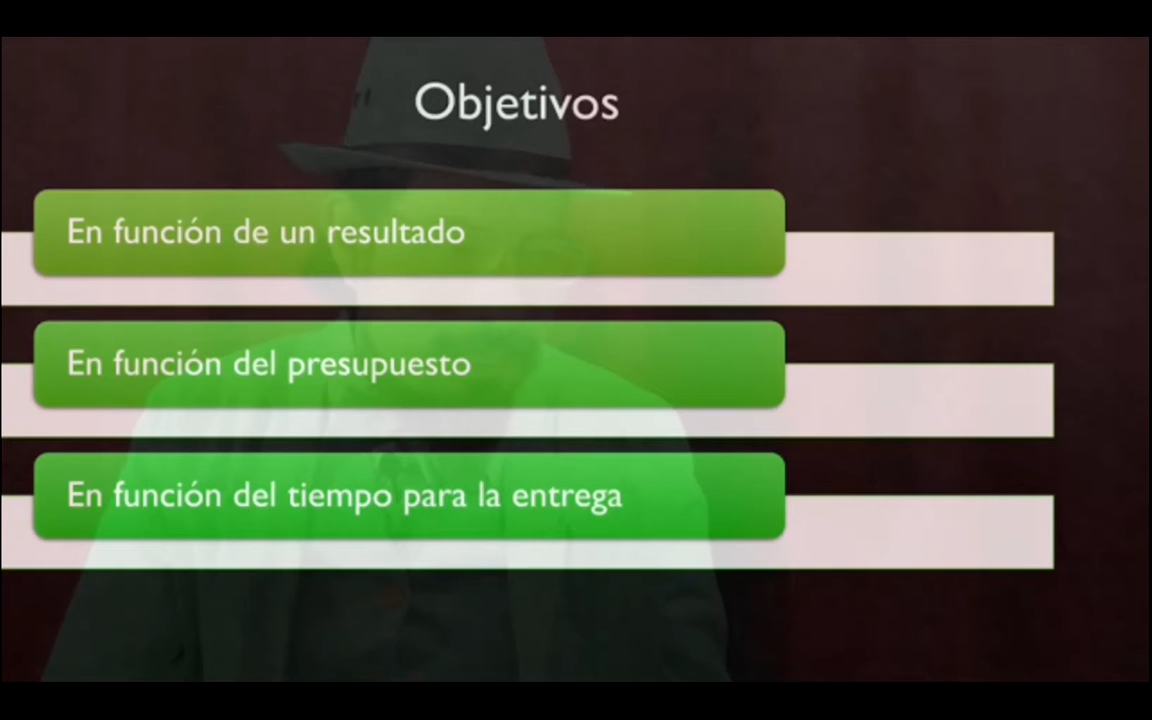 Objetivos
En función de un resultado
En función del presupuesto
En función del tiempo para la entrega